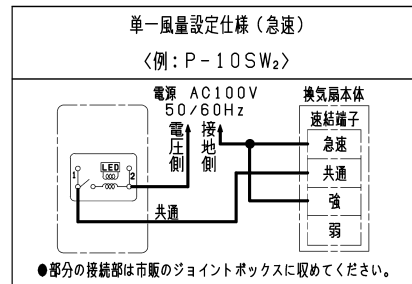 単一風量設定仕様（急速）
〈例：P-10SW₂〉
電源 AC100V
50/60Hz
電圧側
接地側
換気扇本体
速結端子
急速
共通
強
弱
LED
1
2
共通
●部分の接続部は市販のジョイントボックスに収めてください。